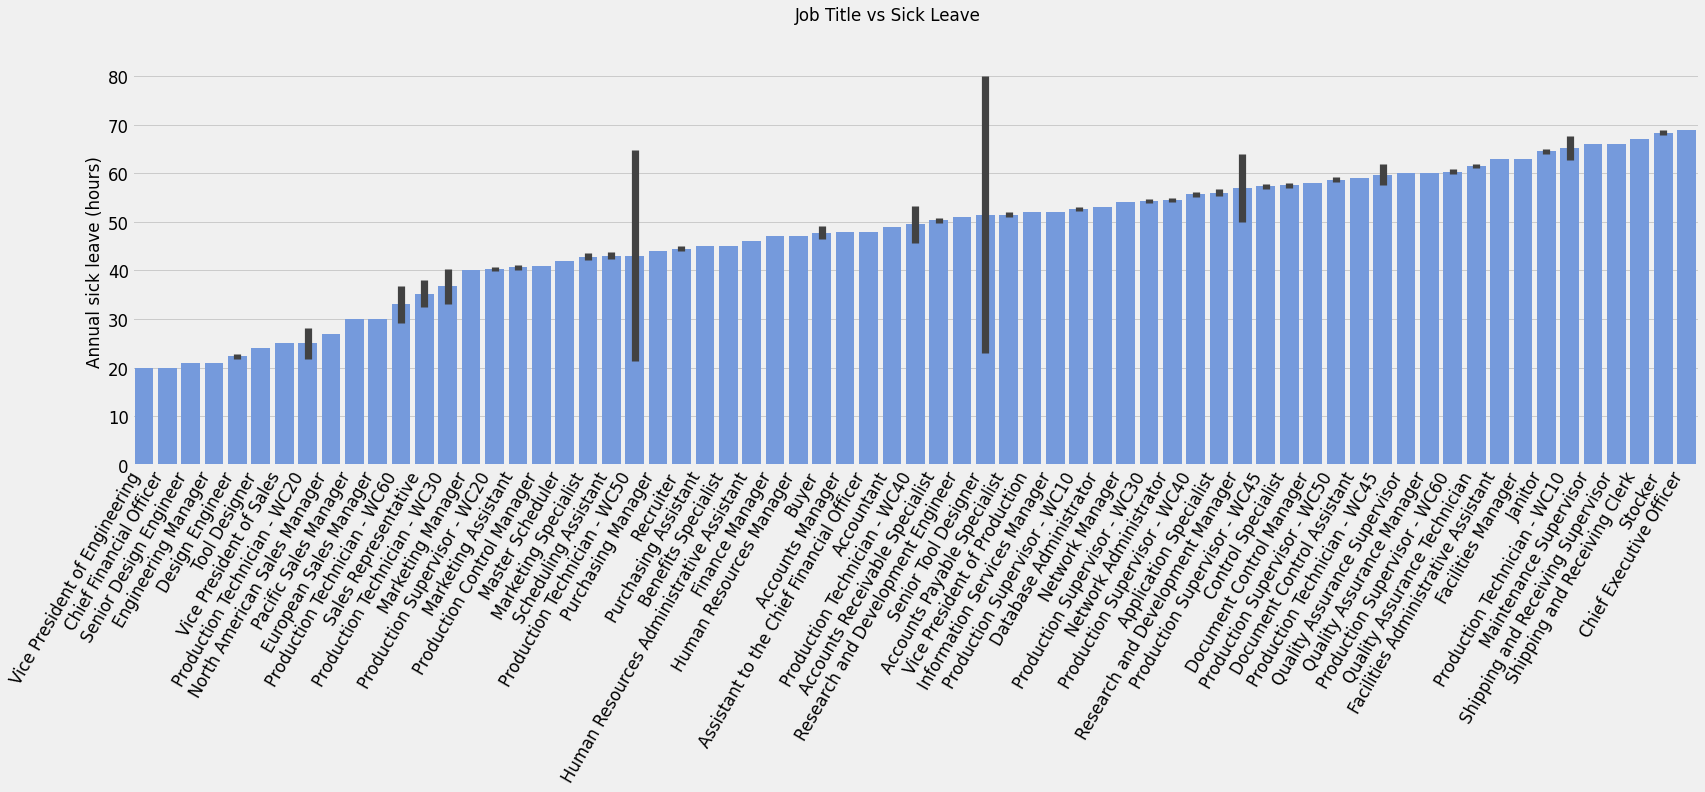 Job Title vs Sick Leave
Annual sick leave (hours)
80
70
60
50
40
30
20
10
0
Vice President of Engineering
Chief Financial Officer
Senior Design Engineer
Engineering Manager
Design Engineer
Tool Designer
Vice President of Sales
Production Technician - WC20
North American Sales Manager
Pacific Sales Manager
European Sales Manager
Production Technician - WC60
Sales Representative
Production Technician - WC30
Marketing Manager
Production Supervisor - WC20
Marketing Assistant
Production Control Manager
Master Scheduler
Marketing Specialist
Scheduling Assistant
Production Technician - WC50
Purchasing Manager
Recruiter
Purchasing Assistant
Benefits Specialist
Human Resources Administrative Assistant
Finance Manager
Human Resources Manager
Buyer
Accounts Manager
Assistant to the Chief Financial Officer
Accountant
Production Technician - WC40
Accounts Receivable Specialist
Research and Development Engineer
Senior Tool Designer
Accounts Payable Specialist
Vice President of Production
Information Services Manager
Production Supervisor - WC10
Database Administrator
Network Manager
Production Supervisor - WC30
Network Administrator
Production Supervisor - WC40
Application Specialist
Research and Development Manager
Production Supervisor - WC45
Control Specialist
Document Control Manager
Production Supervisor - WC50
Document Control Assistant
Production Technician - WC45
Quality Assurance Supervisor
Quality Assurance Manager
Production Supervisor - WC60
Quality Assurance Technician
Facilities Administrative Assistant
Facilities Manager
Janitor
Production Technician - WC10
Maintenance Supervisor
Shipping and Receiving Supervisor
Shipping and Receiving Clerk
Stocker
Chief Executive Officer